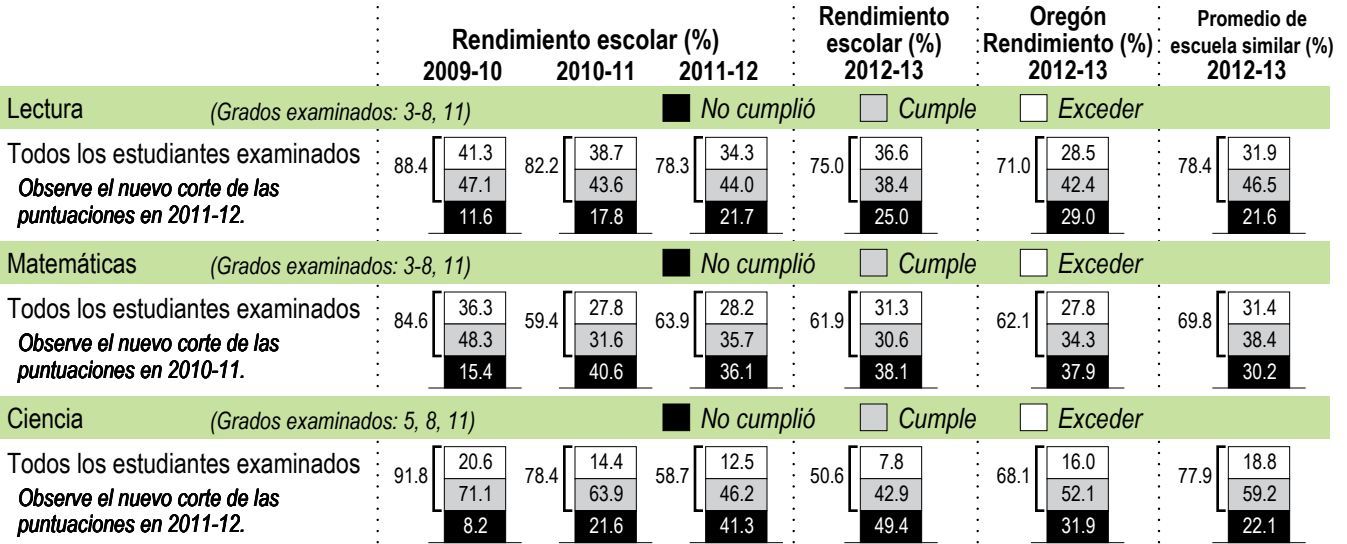 Rendimiento escolar (%)
2009-10 2010-11 2011-12
Rendimiento
escolar (%)
2012-13
Oregón
Rendimiento (%)
2012-13
Promedio de
escuela similar (%)
2012-13
Lectura (Grados examinados: 3-8, 11) No cumplió Cumple Exceder
Todos los estudiantes examinados
Observe el nuevo corte de las
puntuaciones en 2011-12.
88.4 41.3 47.1 11.6
82.2 38.7 43.6 17.8
78.3 34.3 44.0 21.7
75.0 36.6 38.4 25.0
71.0 28.5 42.4 29.0
78.4 31.9 46.5 21.6
Matemáticas (Grados examinados: 3-8, 11) No cumplió Cumple Exceder
Todos los estudiantes examinados
Observe el nuevo corte de las
puntuaciones en 2010-11.
84.6 36.3 48.3 15.4
59.4 27.8 31.6 40.6
63.9 28.2 35.7 36.1
61.9 31.3 30.6 38.1
62.1 27.8 34.3 37.9
69.8 31.4 38.4 30.2
Ciencia (Grados examinados: 5, 8, 11) No cumplió Cumple Exceder
Todos los estudiantes examinados
Observe el nuevo corte de las
puntuaciones en 2011-12.
91.8 20.6 71.1 8.2
78.4 14.4 63.9 21.6
58.7 12.5 46.2 41.3
50.6 7.8 42.9 49.4
68.1 16.0 52.1 31.9
77.9 18.8 59.2 22.1